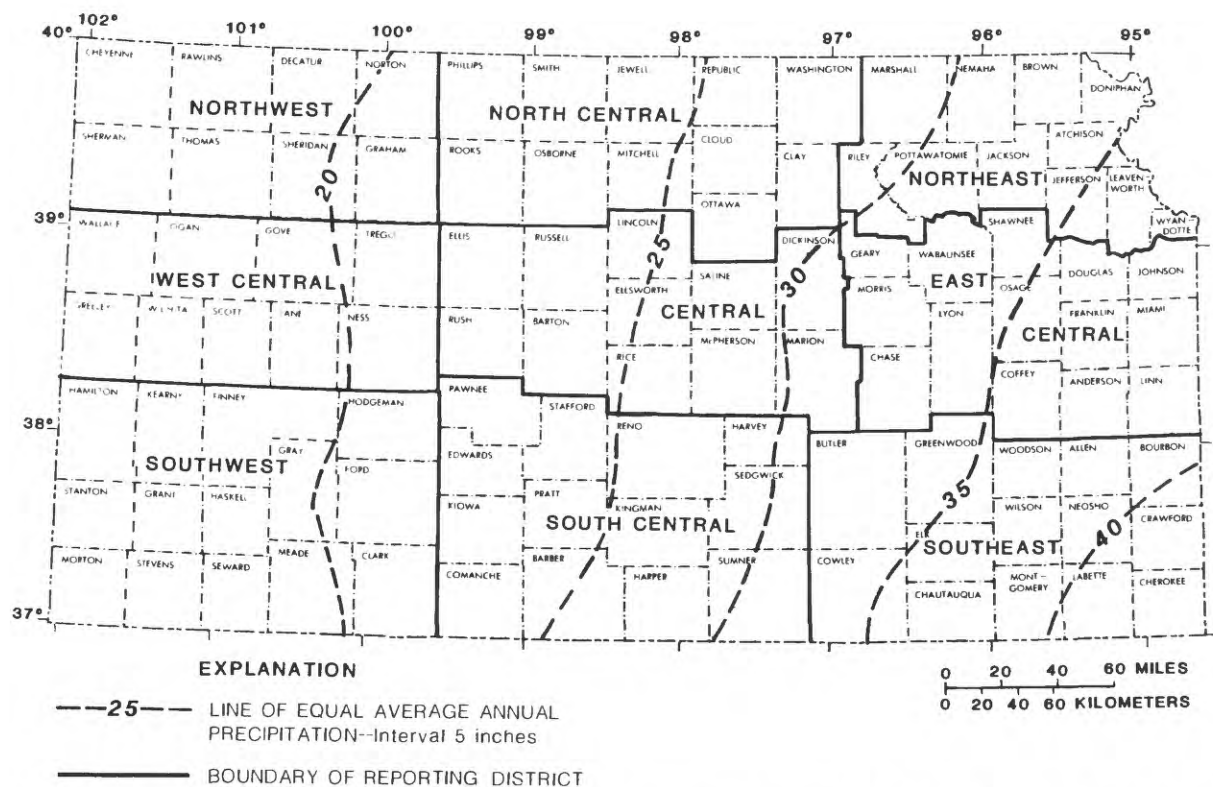 102° 101° 100° 99° 98° 97° 96° 95°
40°
CHEYENNE RAWLINS DECATUR NORTON PHILLIPS SMITH JEWELL REPUBLIC WASHINGTON MARSHALL NEMAHA BROWN
DONIPHAN
NORTHWEST NORTH CENTRAL
SHERMAN THOMAS SHERIDAN GRAHAM ROOKS OSBORNE MITCHELL CLOUD CLAY RILEY POTTAWATOMIE JACKSON ATCHISON
NORTHEAST
JEFFERSON LEAVEN WORTH
20
OTTAWA
39°
WALLACE GOVE TREGO ELLIS RUSSELL LINCOLN DICKINSON SHAWNEE WYAN DOTTE
25
GEARY WABAUNSEE
WEST CENTRAL
30
SALINE
ELLSWORTH
CENTRAL
MORRIS
EAST
OSAGE DOUGLAS JOHNSON
GREELEY WICHITA SCOTT NESS RUSH BARTON
LYON FRANKLIN MIAMI
CENTRAL
RICE McPHERSON MARION CHASE
COFFEY ANDERSON LINN
38°
HAMILTON KEARNY FINNEY HODGEMAN PAWNEE STAFFORD
RENO HARVEY BUTLER GREENWOOD WOODSON ALLEN BOURBON
GRAY
SOUTHWEST
FORD EDWARDS
SEDGWICK
STANTON GRANT HASKELL KIOWA PRATT KINGMAN
35
WILSON NEOSHO
40
CRAWFORD
SOUTH CENTRAL
ELK
SOUTHEAST
MORTON STEVENS SEWARD MEADE CLARK COMANCHE BARBER HARPER SUMNER COWLEY
CHAUTAUQUA MONT-
GOMERY LABETTE CHEROKEE
37°
EXPLANATION
25 LINE OF EQUAL AVERAGE ANNUAL
PRECIPITATION--Interval 5 inches
BOUNDARY OF REPORTING DISTRICT
0 20 40 60 MILES
0 20 40 60 KILOMETERS